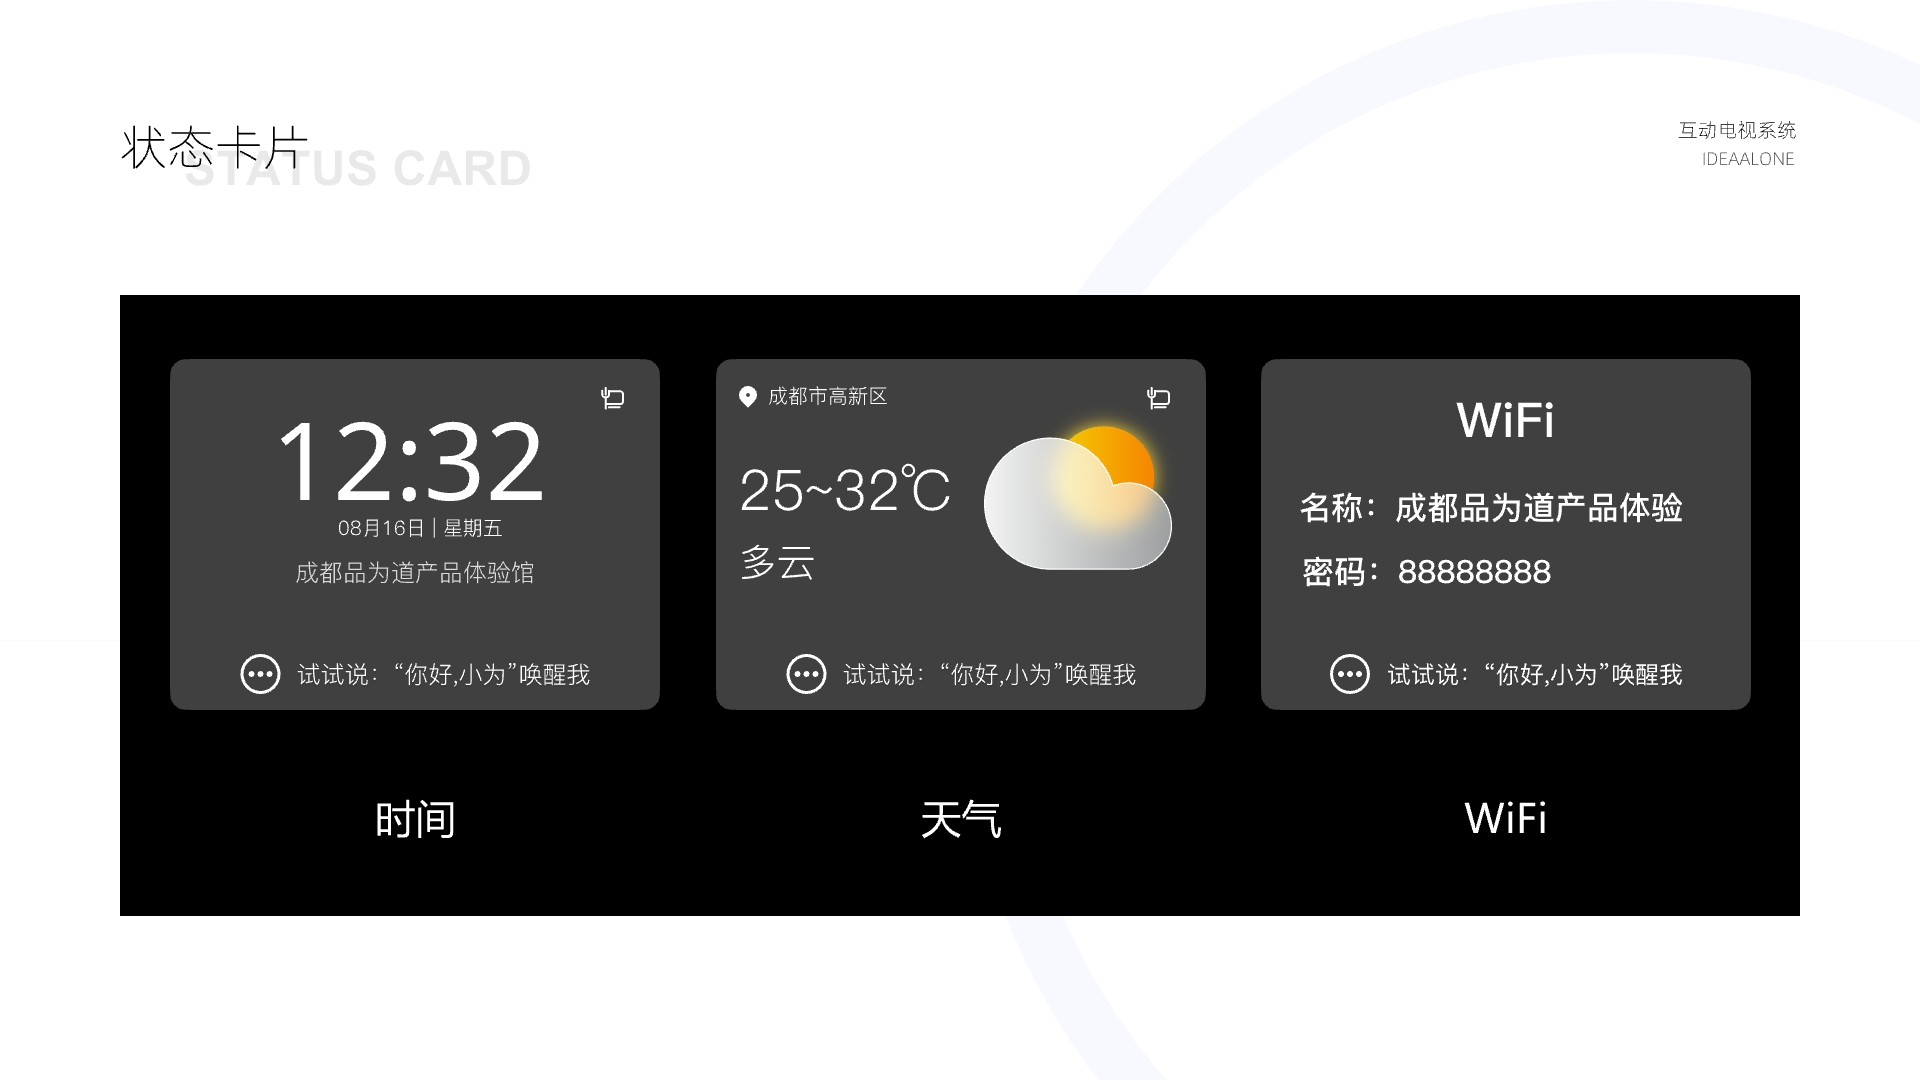 状态卡片
STATUS CARD
互动电视系统
IDEAALONE
12:32
08月16日 | 星期五
成都品为道产品体验馆
试试说：“你好,小为”唤醒我
时间
成都市高新区
25~32℃
多云
试试说：“你好,小为”唤醒我
天气
WiFi
名称：成都品为道产品体验
密码：88888888
试试说：“你好,小为”唤醒我
WiFi